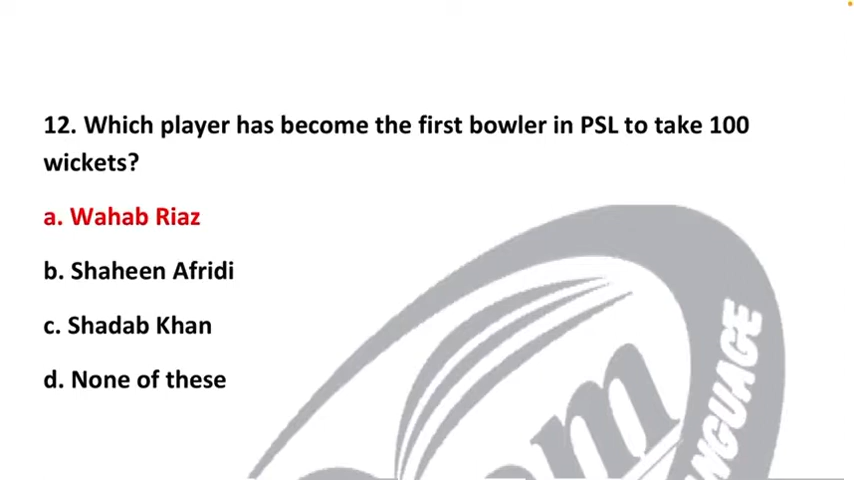 12. Which player has become the first bowler in PSL to take 100
wickets?
a. Wahab Riaz
b. Shaheen Afridi
c. Shadab Khan
d. None of these